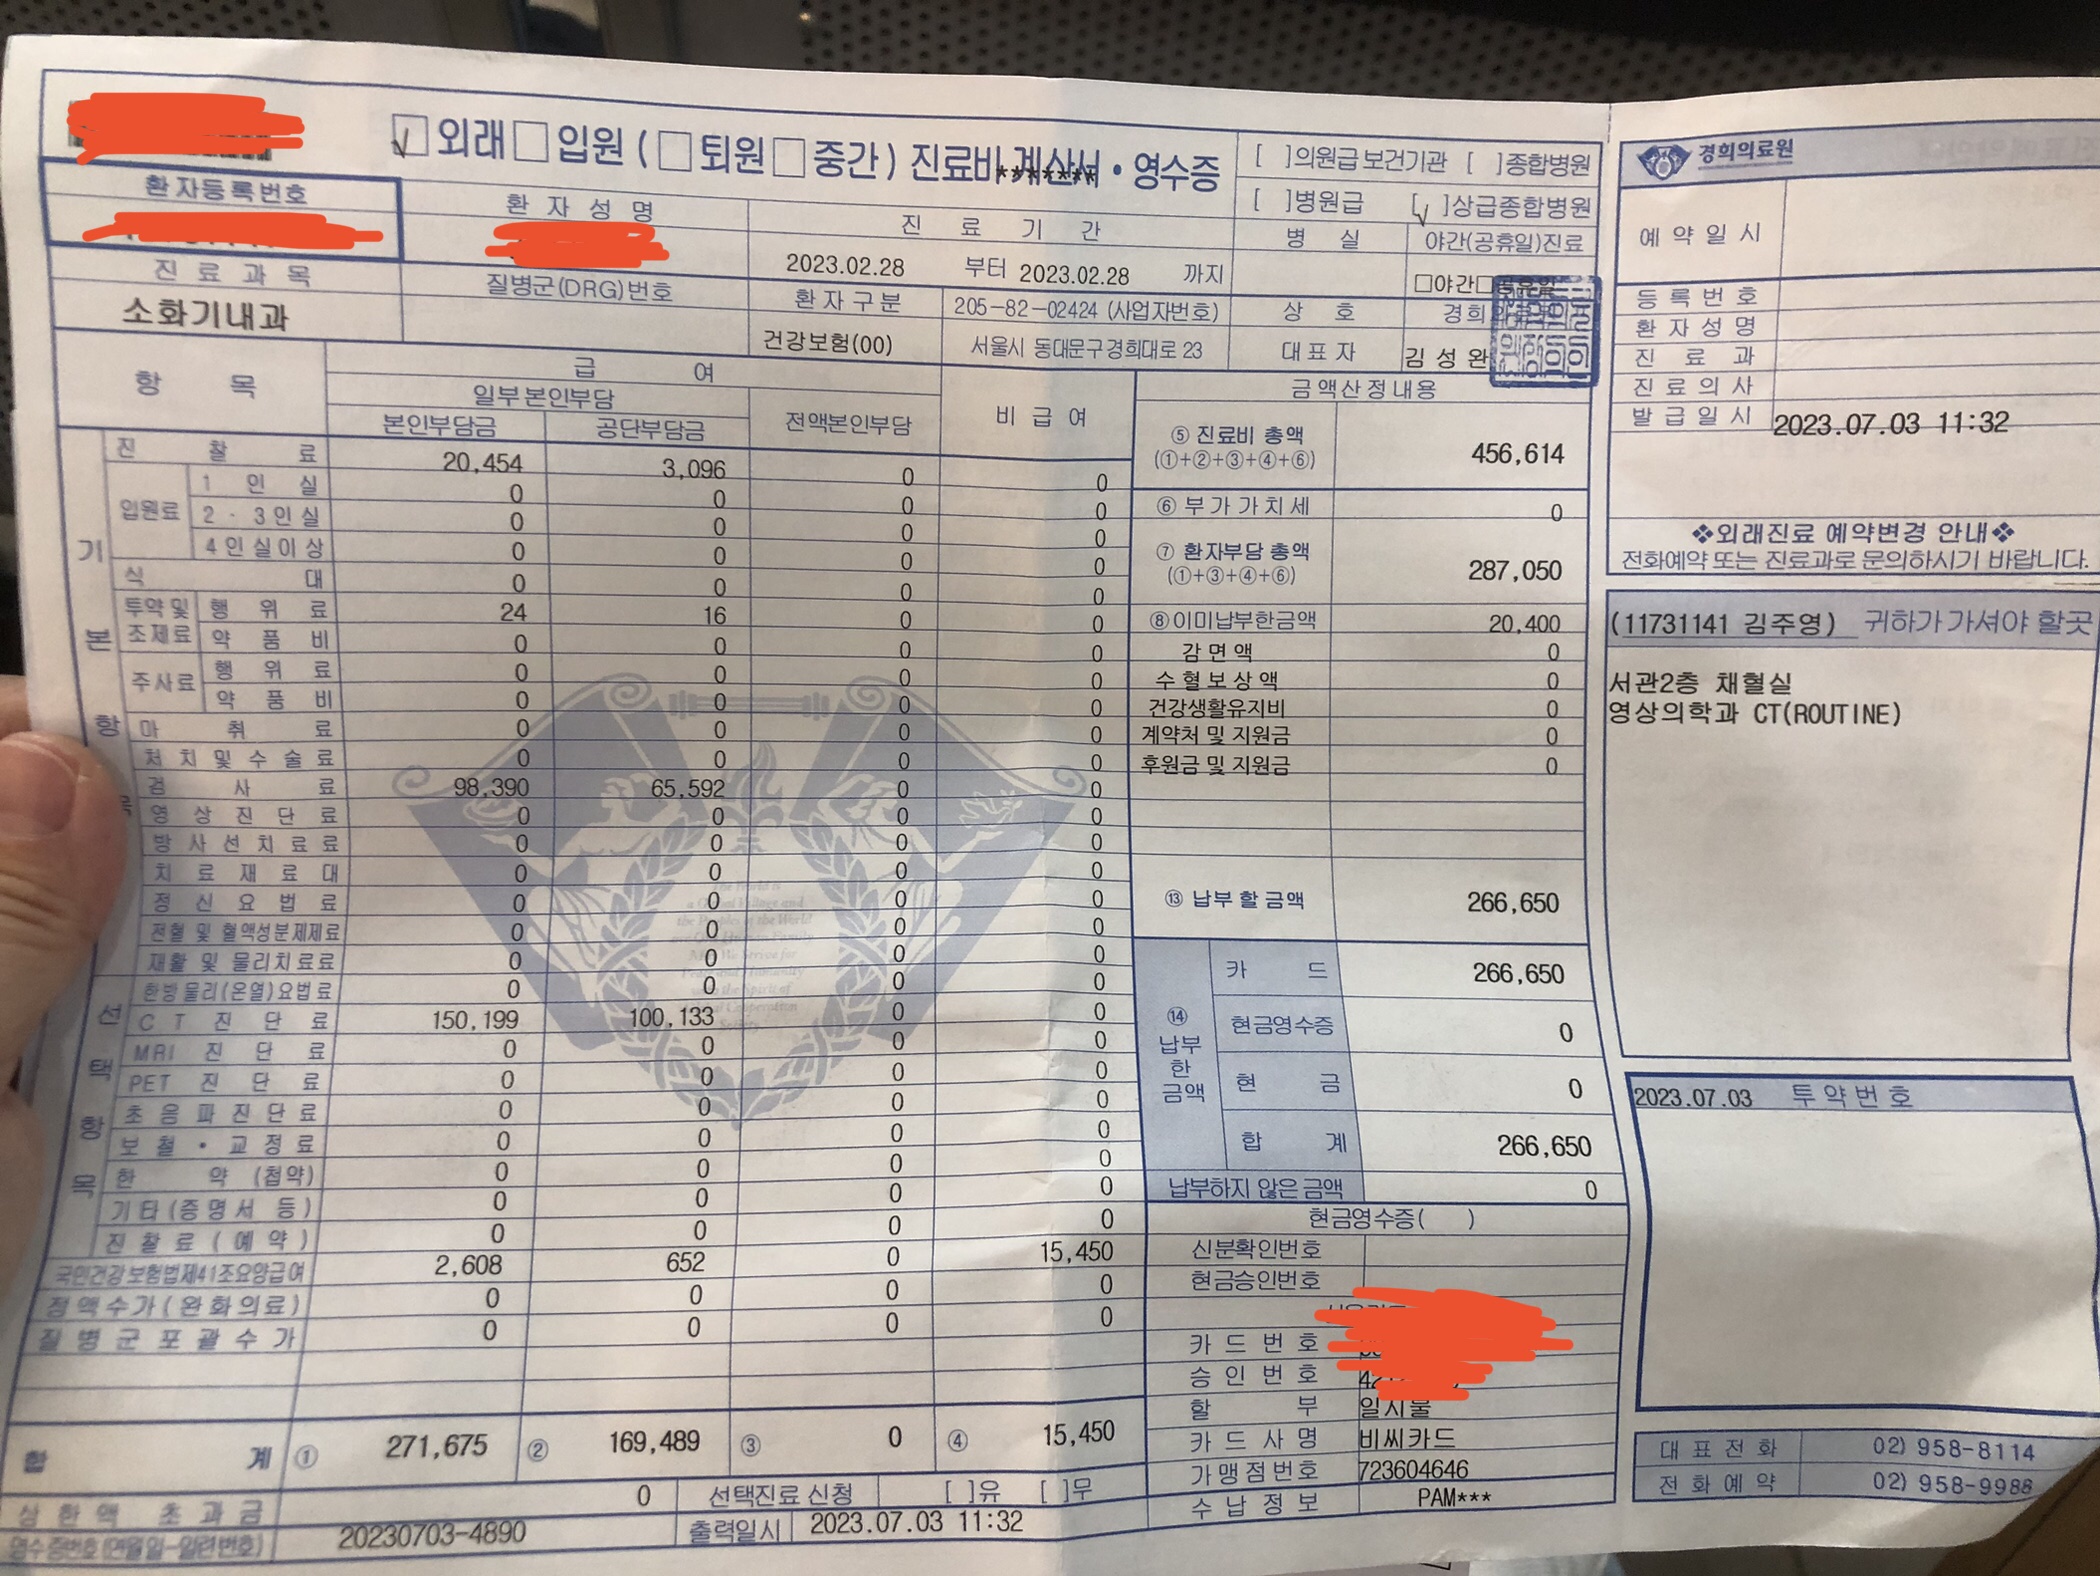 외래 입원 ( 퇴원 중간 ) 진료비 계산서 · 영수증
[ ]의원급 보건기관 [ ]종합병원
[ ]병원급 [√]상급종합병원
환자등록번호 환자성명 진료기간 병실 야간(공휴일)진료
2023.02.28 부터 2023.02.28 까지 □야간□공휴일
진료과목 질병군(DRG)번호 환자구분 205-82-02424 (사업자번호) 상호 경희의료원
소화기내과 건강보험(00) 서울시 동대문구 경희대로 23 대표자 김성완
항목 급여 비급여 금액산정내용
일부본인부담 전액본인부담
본인부담금 공단부담금
기본항목
진찰료 20,454 3,096 0 0
입원료 1인실 0 0 0 0
2·3인실 0 0 0 0
4인실이상 0 0 0 0
식대 0 0 0 0
투약및조제료 행위료 24 16 0 0
약품비 0 0 0 0
주사료 행위료 0 0 0 0
약품비 0 0 0 0
마취료 0 0 0 0
처치및수술료 0 0 0 0
검사료 98,390 65,592 0 0
영상진단료 0 0 0 0
방사선치료료 0 0 0 0
치료재료대 0 0 0 0
정신요법료 0 0 0 0
전혈 및 혈액성분제제료 0 0 0 0
재활 및 물리치료료 0 0 0 0
한방물리(온열)요법료 0 0 0 0
선택항목
CT진단료 150,199 100,133 0 0
MRI진단료 0 0 0 0
PET진단료 0 0 0 0
초음파진단료 0 0 0 0
보철·교정료 0 0 0 0
한약(첩약) 0 0 0 0
기타(증명서 등) 0 0 0 0
진찰료(예약) 0 0 0 0
국민건강보험법제41조요양급여 2,608 652 0 15,450
정액수가(완화의료) 0 0 0 0
질병군포괄수가 0 0 0 0
합계 ① 271,675 ② 169,489 ③ 0 ④ 15,450
상한액 초과금 0 선택진료 신청 [ ]유 [ ]무
영수증번호(연월일-일련번호) 20230703-4890 출력일시 2023.07.03 11:32
⑤ 진료비 총액 456,614
(①+②+③+④+⑥)
⑥ 부가가치세 0
⑦ 환자부담 총액 287,050
(①+③+④+⑥)
⑧ 이미납부한금액 20,400
감면액 0
수혈보상액 0
건강생활유지비 0
계약처 및 지원금 0
후원금 및 지원금 0
⑬ 납부 할 금액 266,650
⑭ 납부한 금액
카드 266,650
현금영수증 0
현금 0
합계 266,650
납부하지 않은 금액 0
현금영수증( )
신분확인번호
현금승인번호
카드번호
승인번호
할부 일시불
카드사명 비씨카드
가맹점번호 723604646
수납정보 PAM***
경희의료원
예약일시
등록번호
환자성명
진료과
진료의사
발급일시 2023.07.03 11:32
❖외래진료 예약변경 안내❖
전화예약 또는 진료과로 문의하시기 바랍니다.
(11731141 김주영) 귀하가 가셔야 할곳
서관2층 채혈실
영상의학과 CT(ROUTINE)
2023.07.03 투약번호
대표전화 02) 958-8114
전화예약 02) 958-9988